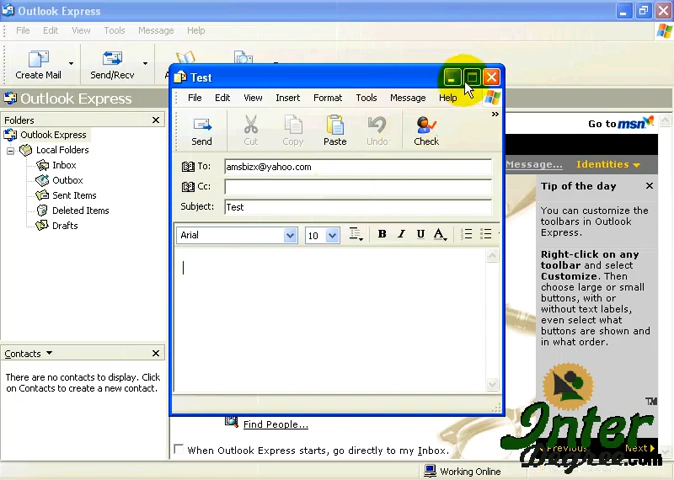 Outlook Express
File Edit View Tools Message Help
Create Mail Send/Recv
Outlook Express
Go to msn
Folders
Outlook Express
Local Folders
Inbox
Outbox
Sent Items
Deleted Items
Drafts
Contacts
There are no contacts to display. Click
on Contacts to create a new contact.
Test
File Edit View Insert Format Tools Message Help
Send Cut Copy Paste Undo Check
To: amsbizx@yahoo.com
Cc:
Subject: Test
Arial 10 B I U A
Message... Identities
Tip of the day
You can customize the
toolbars in Outlook
Express.
Right-click on any
toolbar and select
Customize. Then
choose large or small
buttons, with or
without text labels,
even select what
buttons are shown and
in what order.
Previous Next
Find People...
When Outlook Express starts, go directly to my Inbox.
Working Online
TM
Inter
Degree.com